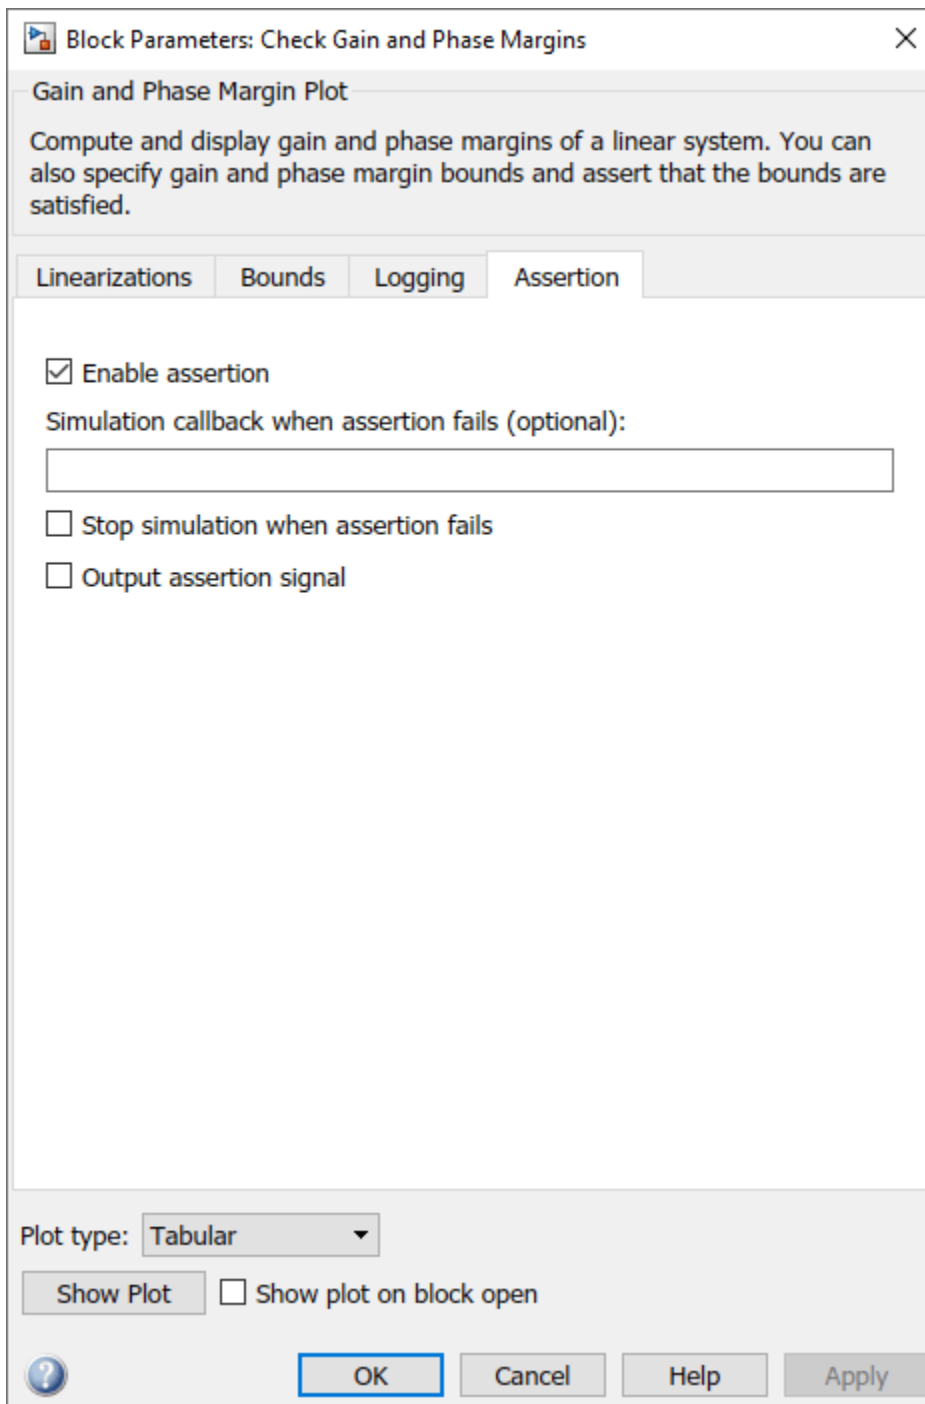 Block Parameters: Check Gain and Phase Margins
Gain and Phase Margin Plot
Compute and display gain and phase margins of a linear system. You can
also specify gain and phase margin bounds and assert that the bounds are
satisfied.
Linearizations Bounds Logging Assertion
Enable assertion
Simulation callback when assertion fails (optional):
Stop simulation when assertion fails
Output assertion signal
Plot type: Tabular
Show Plot Show plot on block open
? OK Cancel Help Apply